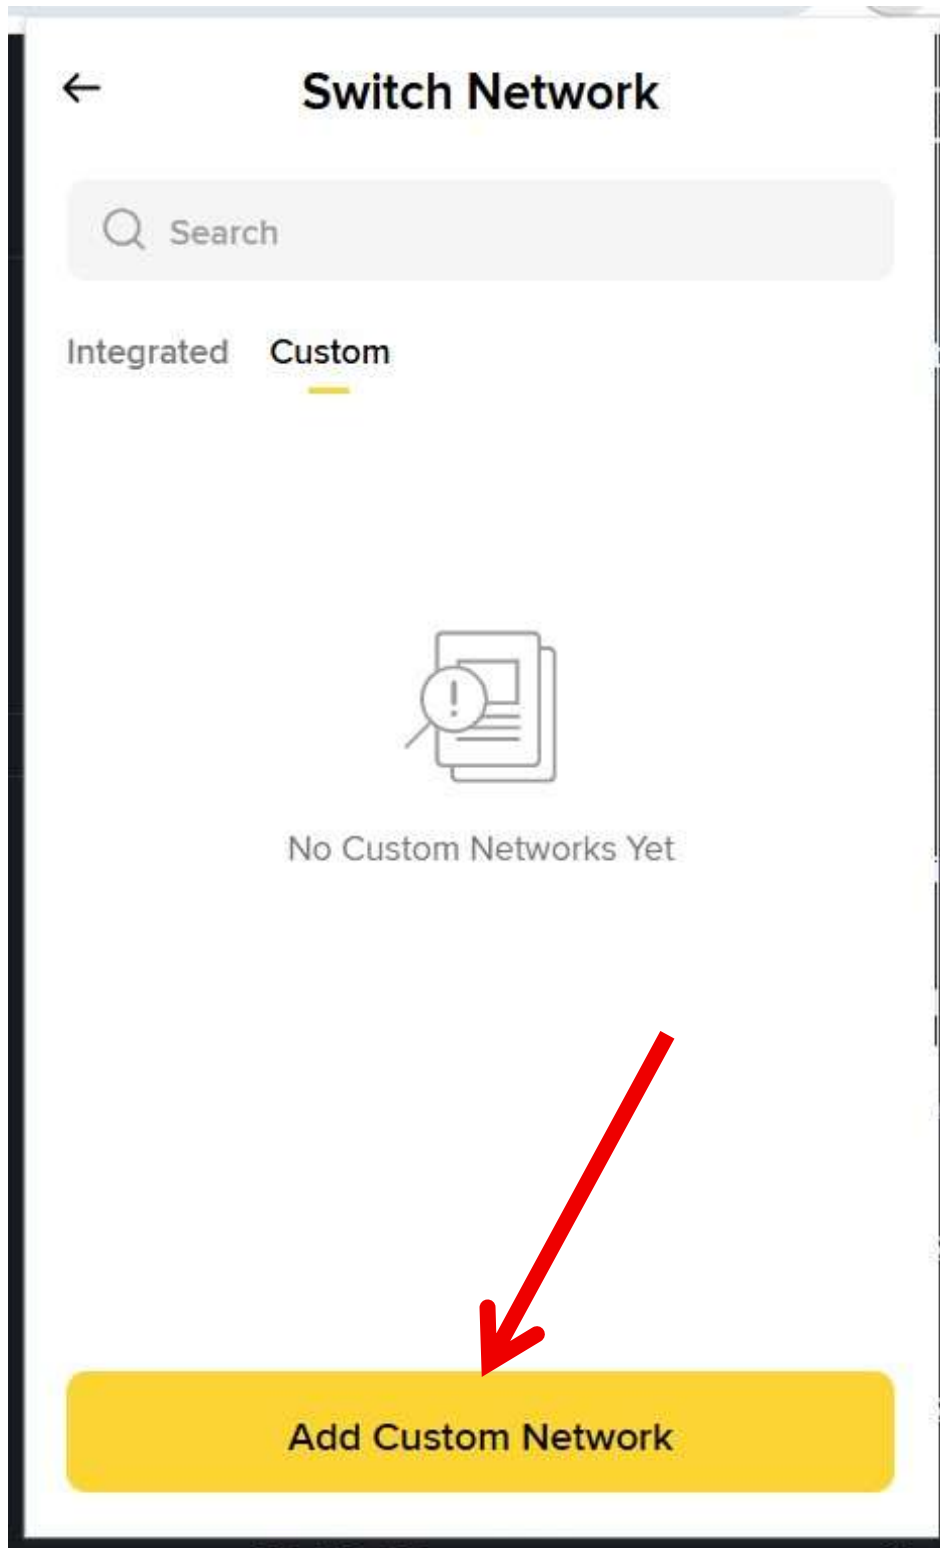 Switch Network
Search
Integrated Custom
No Custom Networks Yet
Add Custom Network